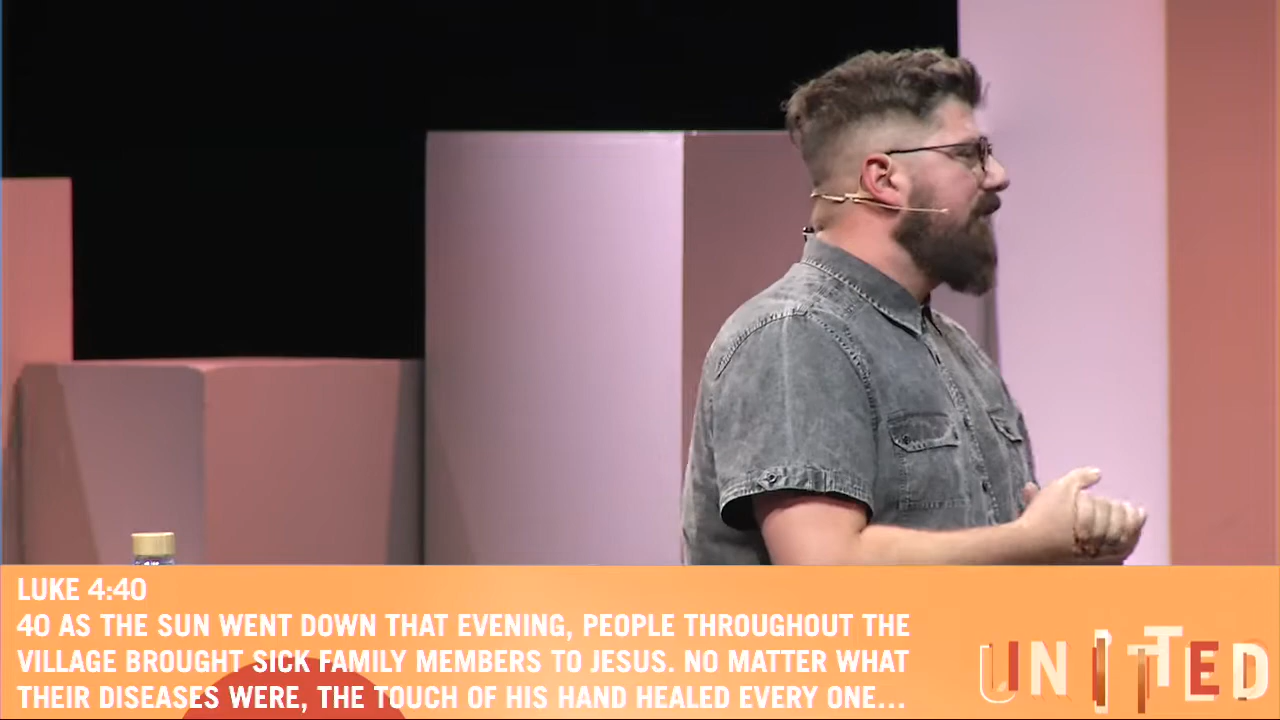 LUKE 4:40
40 AS THE SUN WENT DOWN THAT EVENING, PEOPLE THROUGHOUT THE
VILLAGE BROUGHT SICK FAMILY MEMBERS TO JESUS. NO MATTER WHAT
THEIR DISEASES WERE, THE TOUCH OF HIS HAND HEALED EVERY ONE...
UNITED